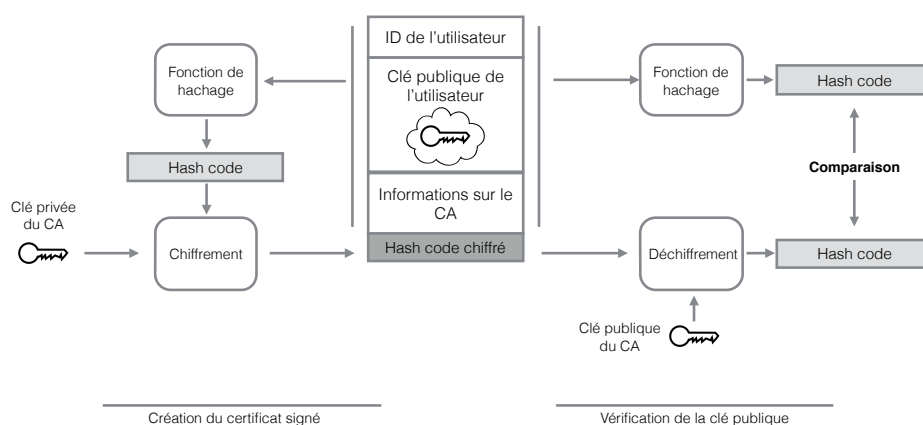 ID de l'utilisateur
Fonction de
hachage
Clé publique de
l'utilisateur
Fonction de
hachage
Hash code
Hash code
Comparaison
Clé privée
du CA
Informations sur le
CA
Chiffrement
Hash code chiffré
Déchiffrement
Hash code
Clé publique
du CA
Création du certificat signé
Vérification de la clé publique